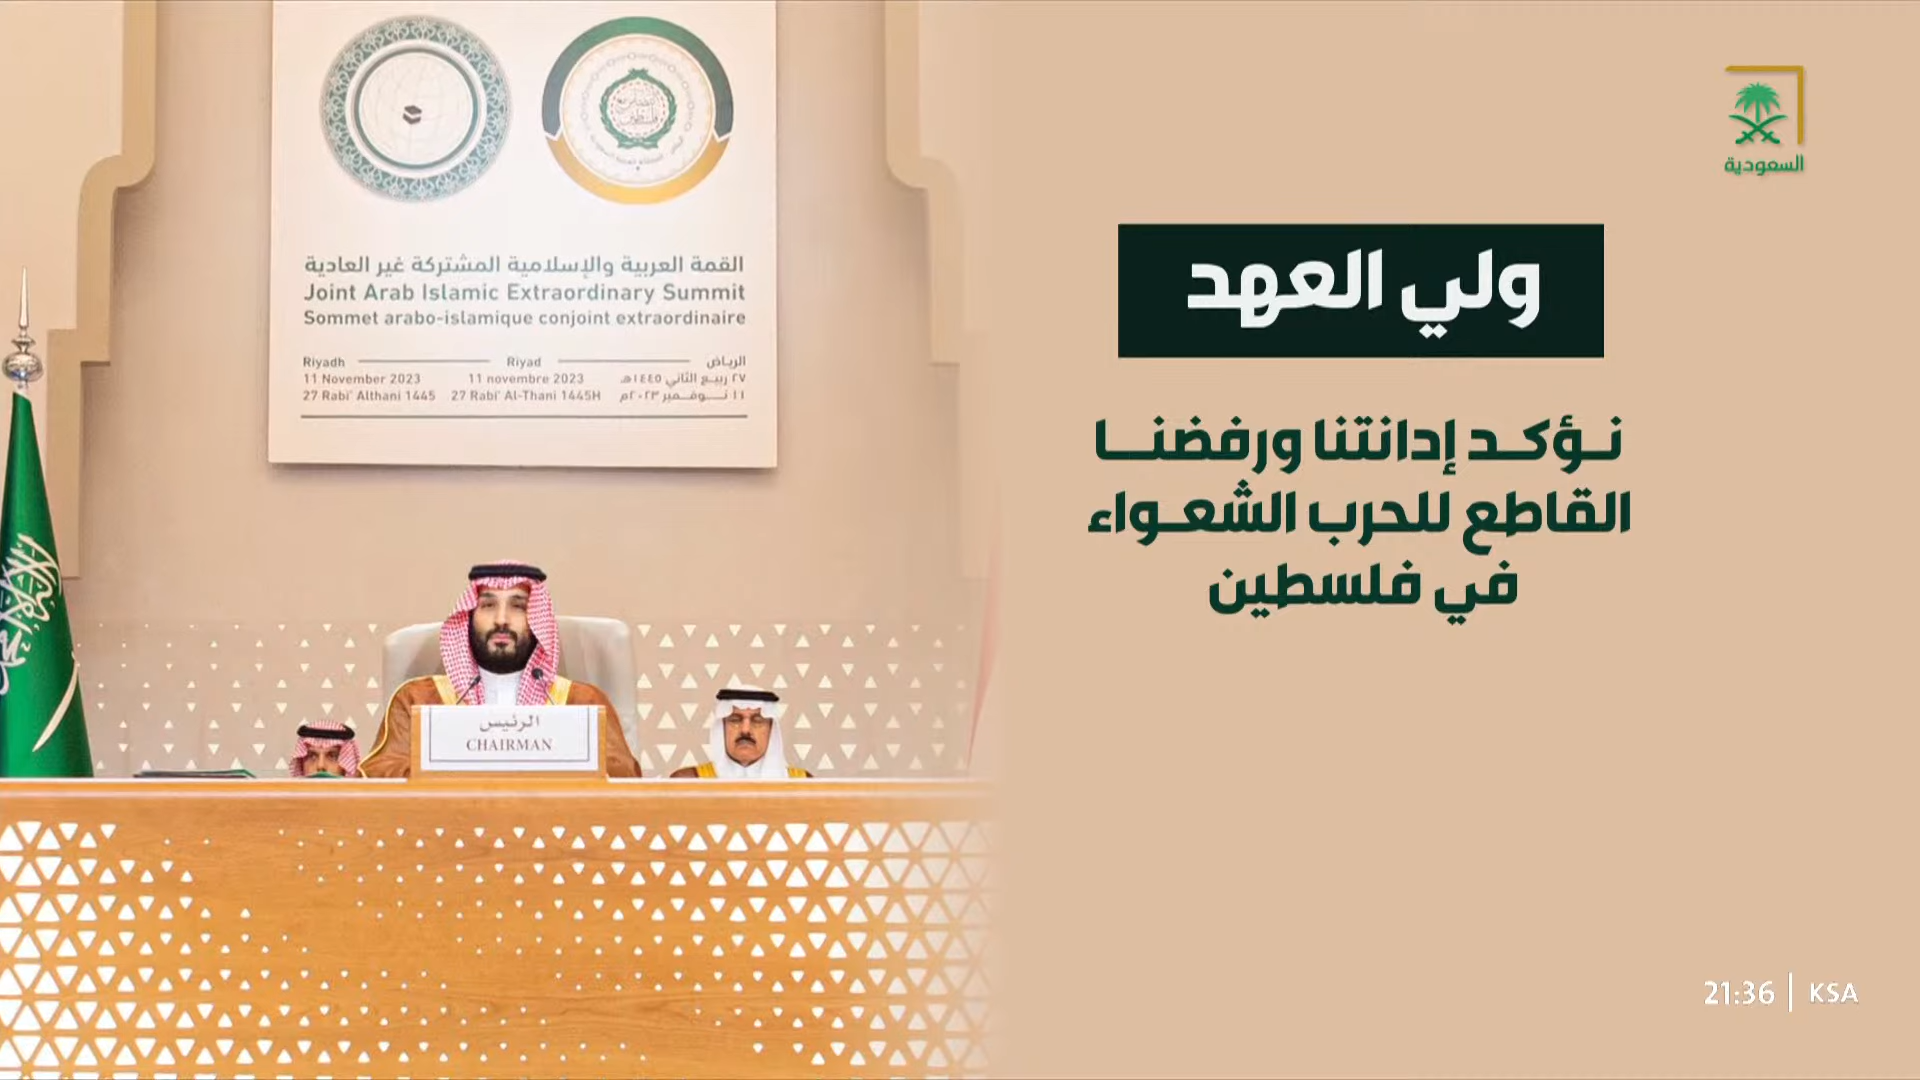 القمة العربية والإسلامية المشتركة غير العادية
Joint Arab Islamic Extraordinary Summit
Sommet arabo-islamique conjoint extraordinaire
Riyadh Riyad الرياض
11 November 2023 11 novembre 2023 ٢٧ ربيع الثاني ١٤٤٥هـ
27 Rabi' Althani 1445 27 Rabi' Al-Thani 1445H ١١ نوفمبر ٢٠٢٣م
الرئيس
CHAIRMAN
السعودية
ولي العهد
نؤكد إدانتنا ورفضنا
القاطع للحرب الشعواء
في فلسطين
21:36 | KSA